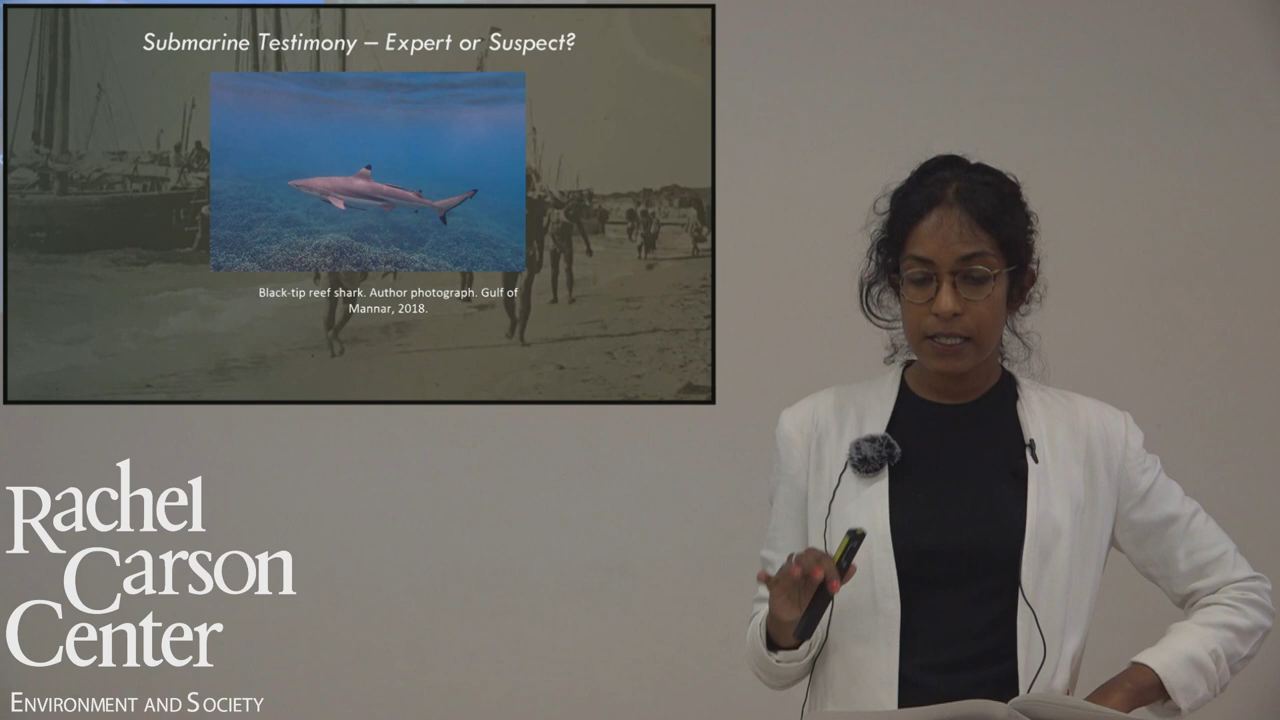 Submarine Testimony – Expert or Suspect?
Black-tip reef shark. Author photograph. Gulf of
Mannar, 2018.
Rachel
Carson
Center
Environment and Society